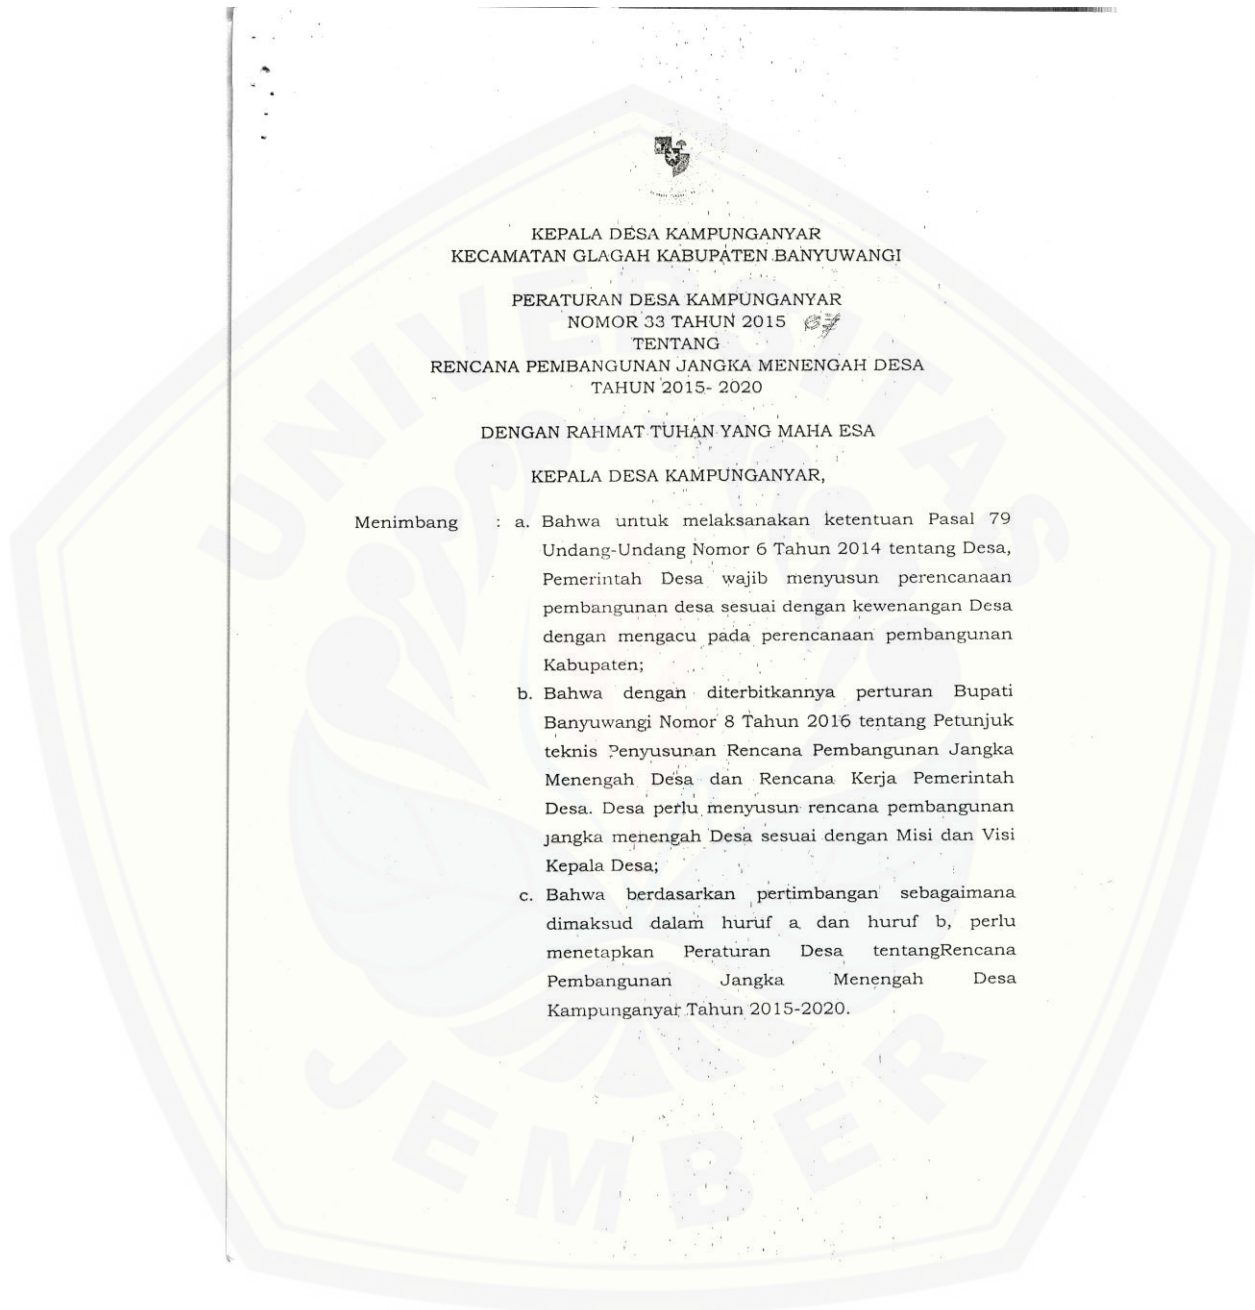 KEPALA DESA KAMPUNGANYAR
KECAMATAN GLAGAH KABUPATEN BANYUWANGI
PERATURAN DESA KAMPUNGANYAR
NOMOR 33 TAHUN 2015
TENTANG
RENCANA PEMBANGUNAN JANGKA MENENGAH DESA
TAHUN 2015- 2020
DENGAN RAHMAT TUHAN YANG MAHA ESA
KEPALA DESA KAMPUNGANYAR,
Menimbang : a. Bahwa untuk melaksanakan ketentuan Pasal 79
Undang-Undang Nomor 6 Tahun 2014 tentang Desa,
Pemerintah Desa wajib menyusun perencanaan
pembangunan desa sesuai dengan kewenangan Desa
dengan mengacu pada perencanaan pembangunan
Kabupaten;
b. Bahwa dengan diterbitkannya perturan Bupati
Banyuwangi Nomor 8 Tahun 2016 tentang Petunjuk
teknis Penyusunan Rencana Pembangunan Jangka
Menengah Desa dan Rencana Kerja Pemerintah
Desa. Desa perlu menyusun rencana pembangunan
jangka menengah Desa sesuai dengan Misi dan Visi
Kepala Desa;
c. Bahwa berdasarkan pertimbangan sebagaimana
dimaksud dalam huruf a dan huruf b, perlu
menetapkan Peraturan Desa tentangRencana
Pembangunan Jangka Menengah Desa
Kampunganyar Tahun 2015-2020.
UNIVERSITAS
JEMBER